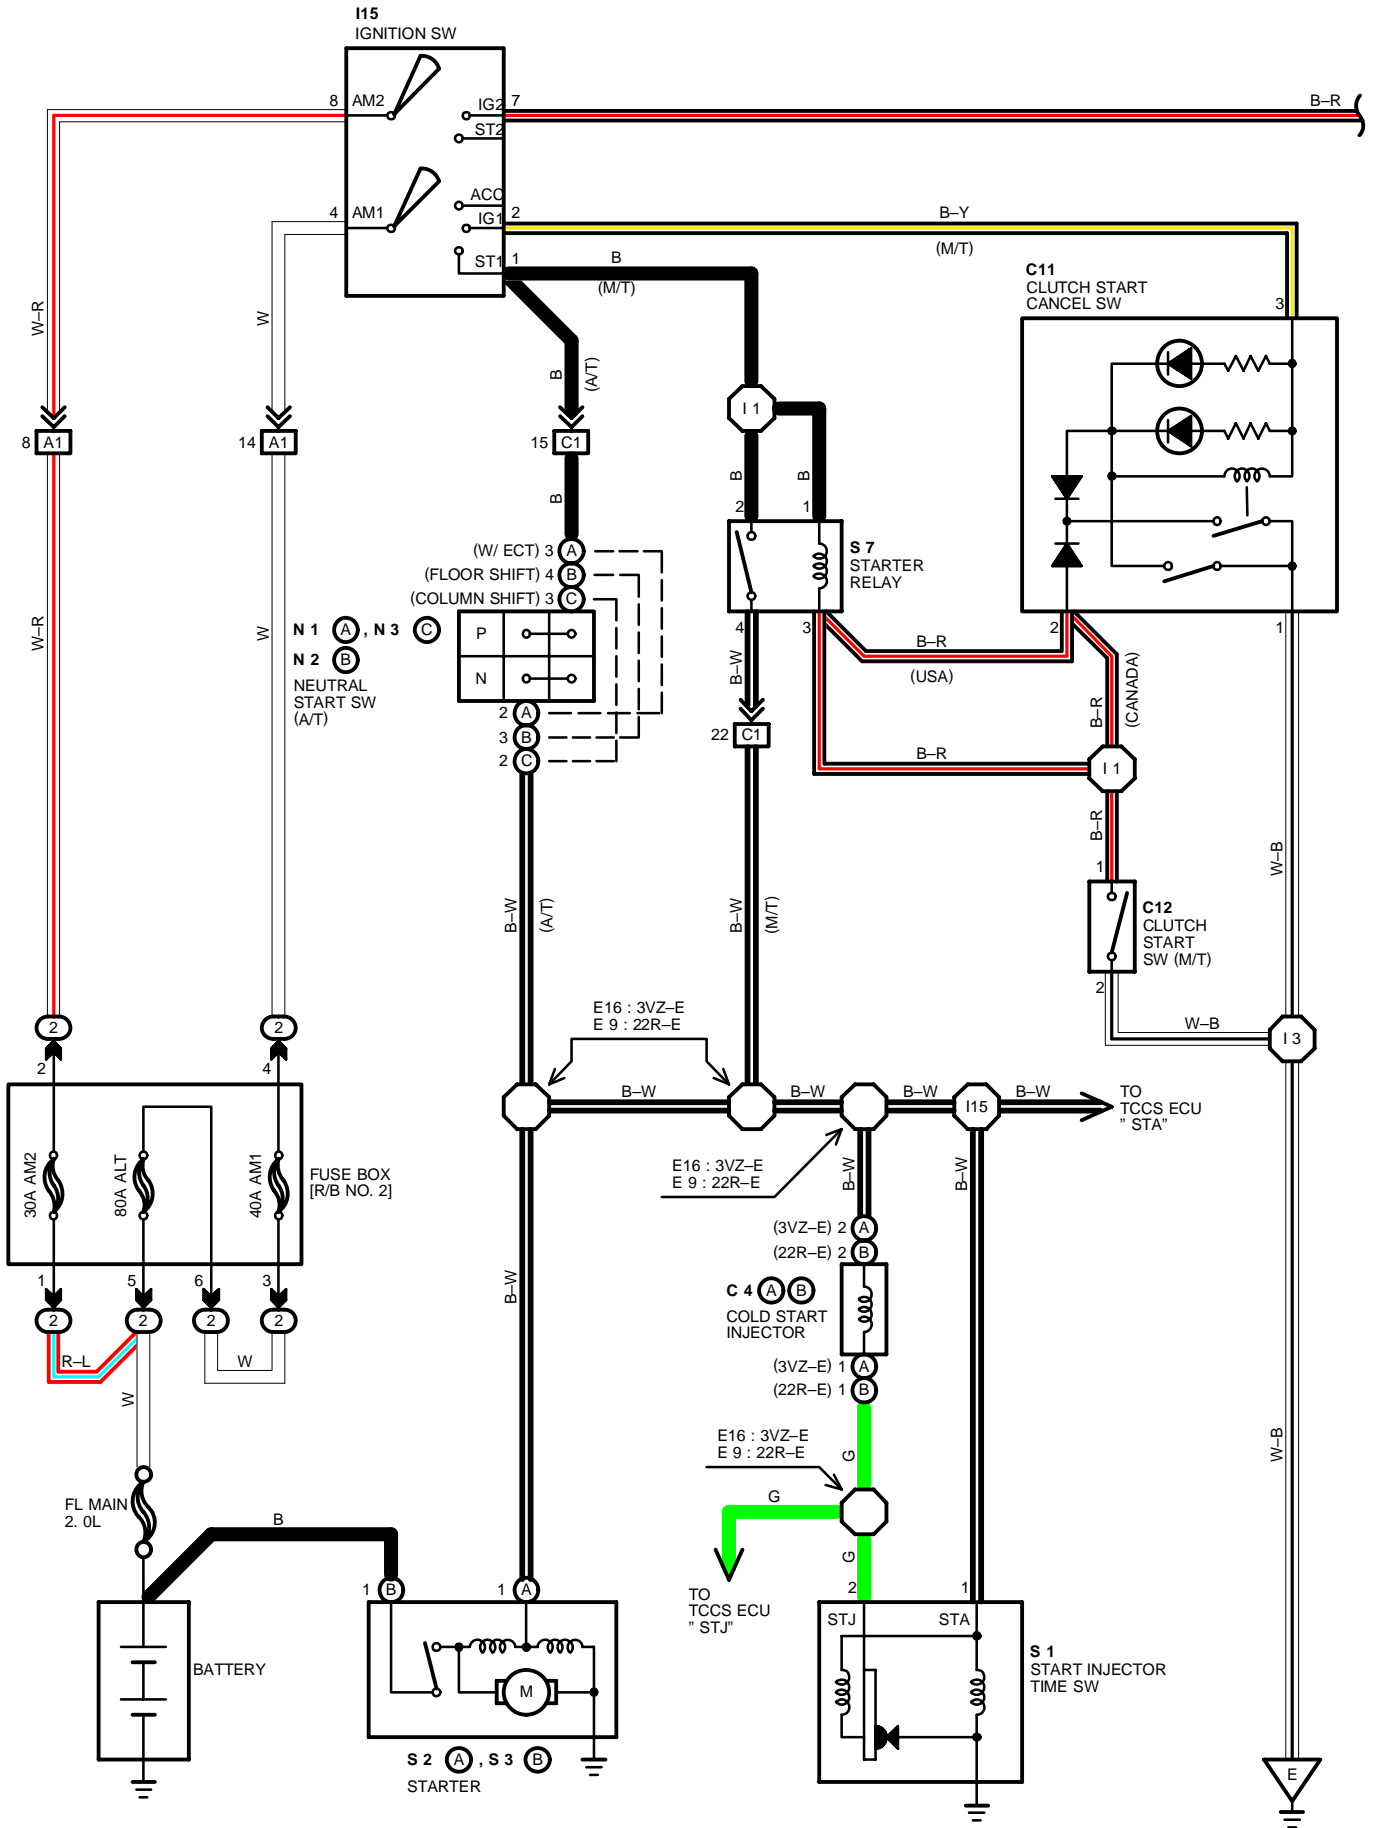 I15
IGNITION SW
8 AM2
IG2 7
B–R
ST2
ACC
4 AM1
IG1 2
B–Y
(M/T)
ST1 1
B
(M/T)
C11
CLUTCH START
CANCEL SW
3
W–R
W
B
(A/T)
I 1
8 A1
14 A1
15 C1
B
B
B
2
1
(W/ ECT) 3 A
(FLOOR SHIFT) 4 B
(COLUMN SHIFT) 3 C
S 7
STARTER
RELAY
W–R
W
N 1 A , N 3 C
N 2 B
NEUTRAL
START SW
(A/T)
P
N
4
3
2
1
B–W
B–R
(USA)
B–R
(CANADA)
2 A
3 B
2 C
22 C1
B–R
I 1
B–R
1
W–B
B–W
(A/T)
B–W
(M/T)
C12
CLUTCH
START
SW (M/T)
2
E16 : 3VZ–E
E 9 : 22R–E
W–B
I 3
2
2
2
4
B–W
B–W
B–W
I15
B–W
TO
TCCS ECU
" STA"
30A AM2
80A ALT
40A AM1
FUSE BOX
[R/B NO. 2]
E16 : 3VZ–E
E 9 : 22R–E
B–W
B–W
(3VZ–E) 2 A
(22R–E) 2 B
1
5
6
3
2
2
2
2
B–W
C 4 A B
COLD START
INJECTOR
R–L
W
(3VZ–E) 1 A
(22R–E) 1 B
W
E16 : 3VZ–E
E 9 : 22R–E
G
W–B
FL MAIN
2. 0L
B
G
G
1 B
1 A
TO
TCCS ECU
" STJ"
2
1
STJ
STA
BATTERY
M
S 1
START INJECTOR
TIME SW
S 2 A , S 3 B
STARTER
E